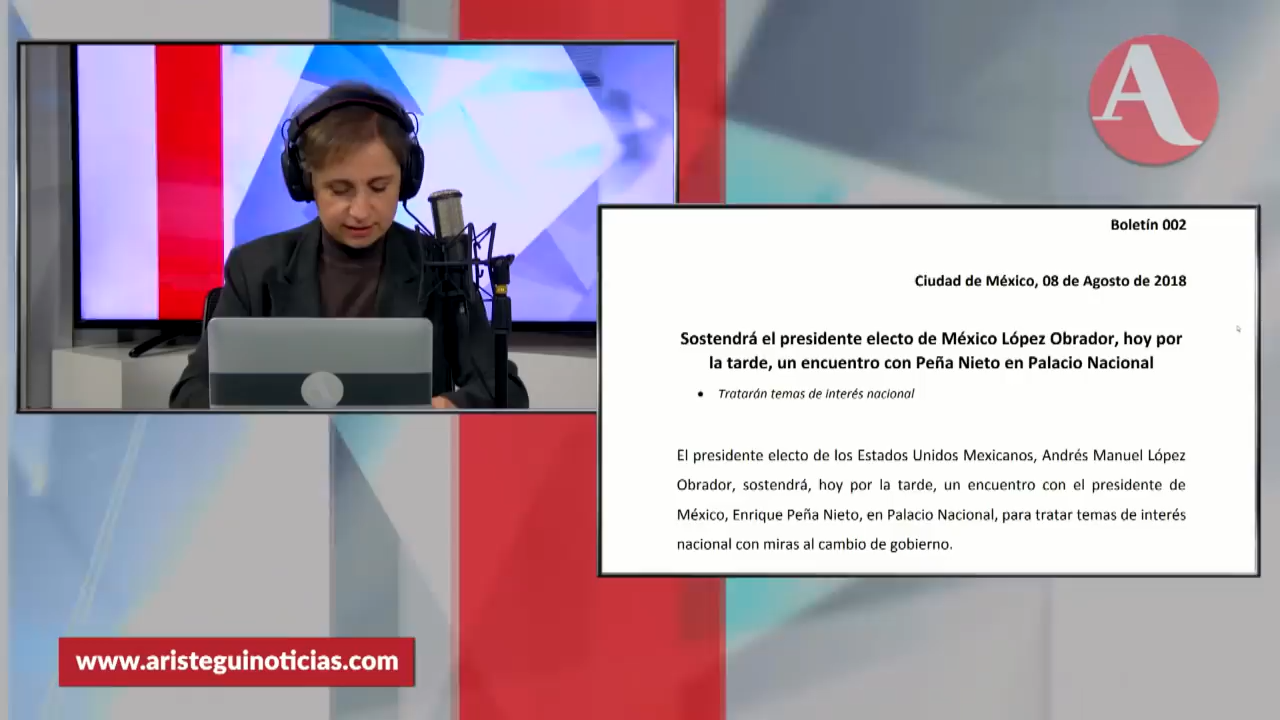 A
Boletín 002
Ciudad de México, 08 de Agosto de 2018
Sostendrá el presidente electo de México López Obrador, hoy por
la tarde, un encuentro con Peña Nieto en Palacio Nacional
• Tratarán temas de interés nacional
El presidente electo de los Estados Unidos Mexicanos, Andrés Manuel López
Obrador, sostendrá, hoy por la tarde, un encuentro con el presidente de
México, Enrique Peña Nieto, en Palacio Nacional, para tratar temas de interés
nacional con miras al cambio de gobierno.
www.aristeguinoticias.com